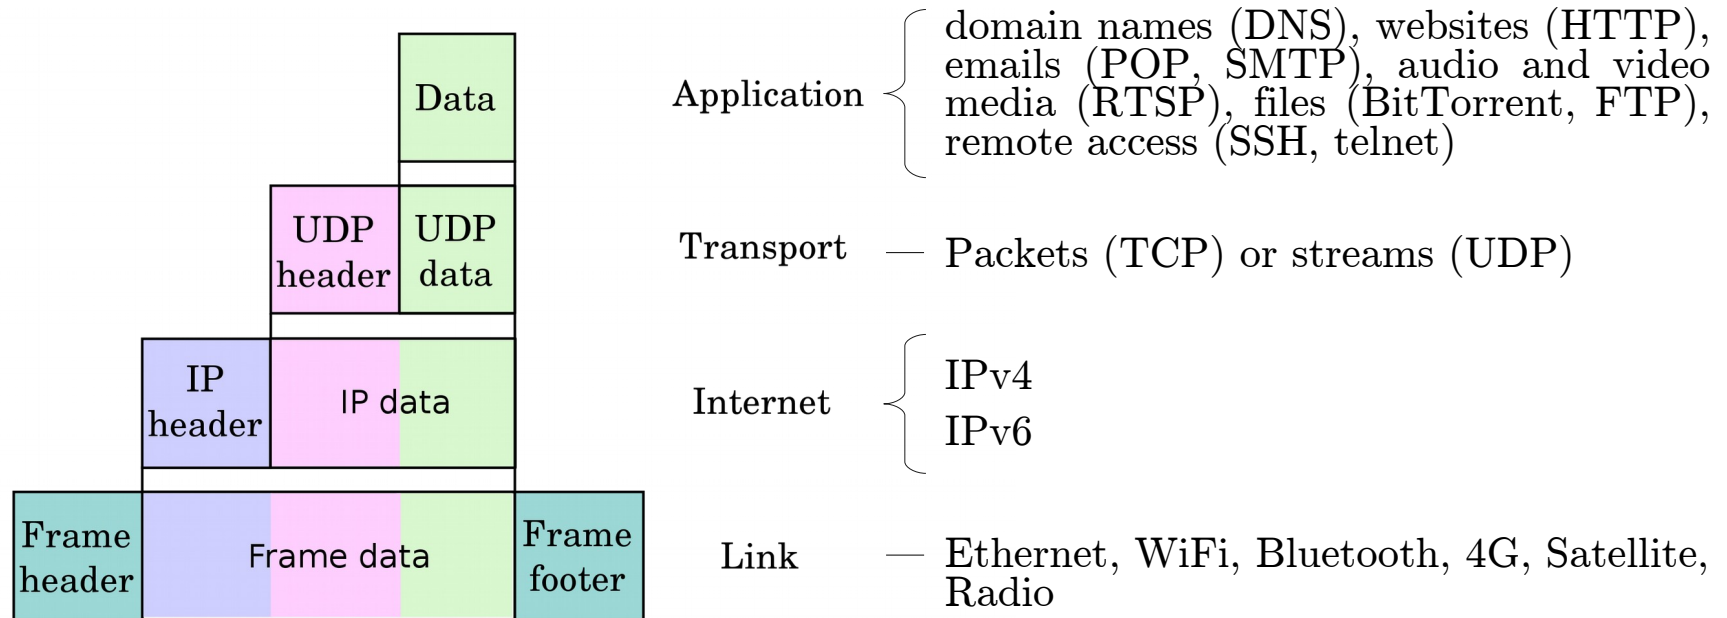 Data
Application
domain names (DNS), websites (HTTP),
emails (POP, SMTP), audio and video
media (RTSP), files (BitTorrent, FTP),
remote access (SSH, telnet)
UDP
header
UDP
data
Transport
Packets (TCP) or streams (UDP)
IP
header
IP data
Internet
IPv4
IPv6
Frame
header
Frame data
Frame
footer
Link
Ethernet, WiFi, Bluetooth, 4G, Satellite,
Radio